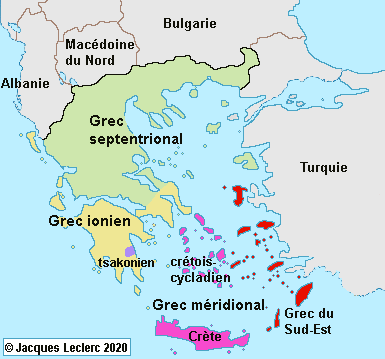 Bulgarie
Macédoine
du Nord
Albanie
Grec
septentrional
Turquie
Grec ionien
tsakonien
crétois-
cycladien
Grec méridional
Grec du
Sud-Est
Crète
© Jacques Leclerc 2020